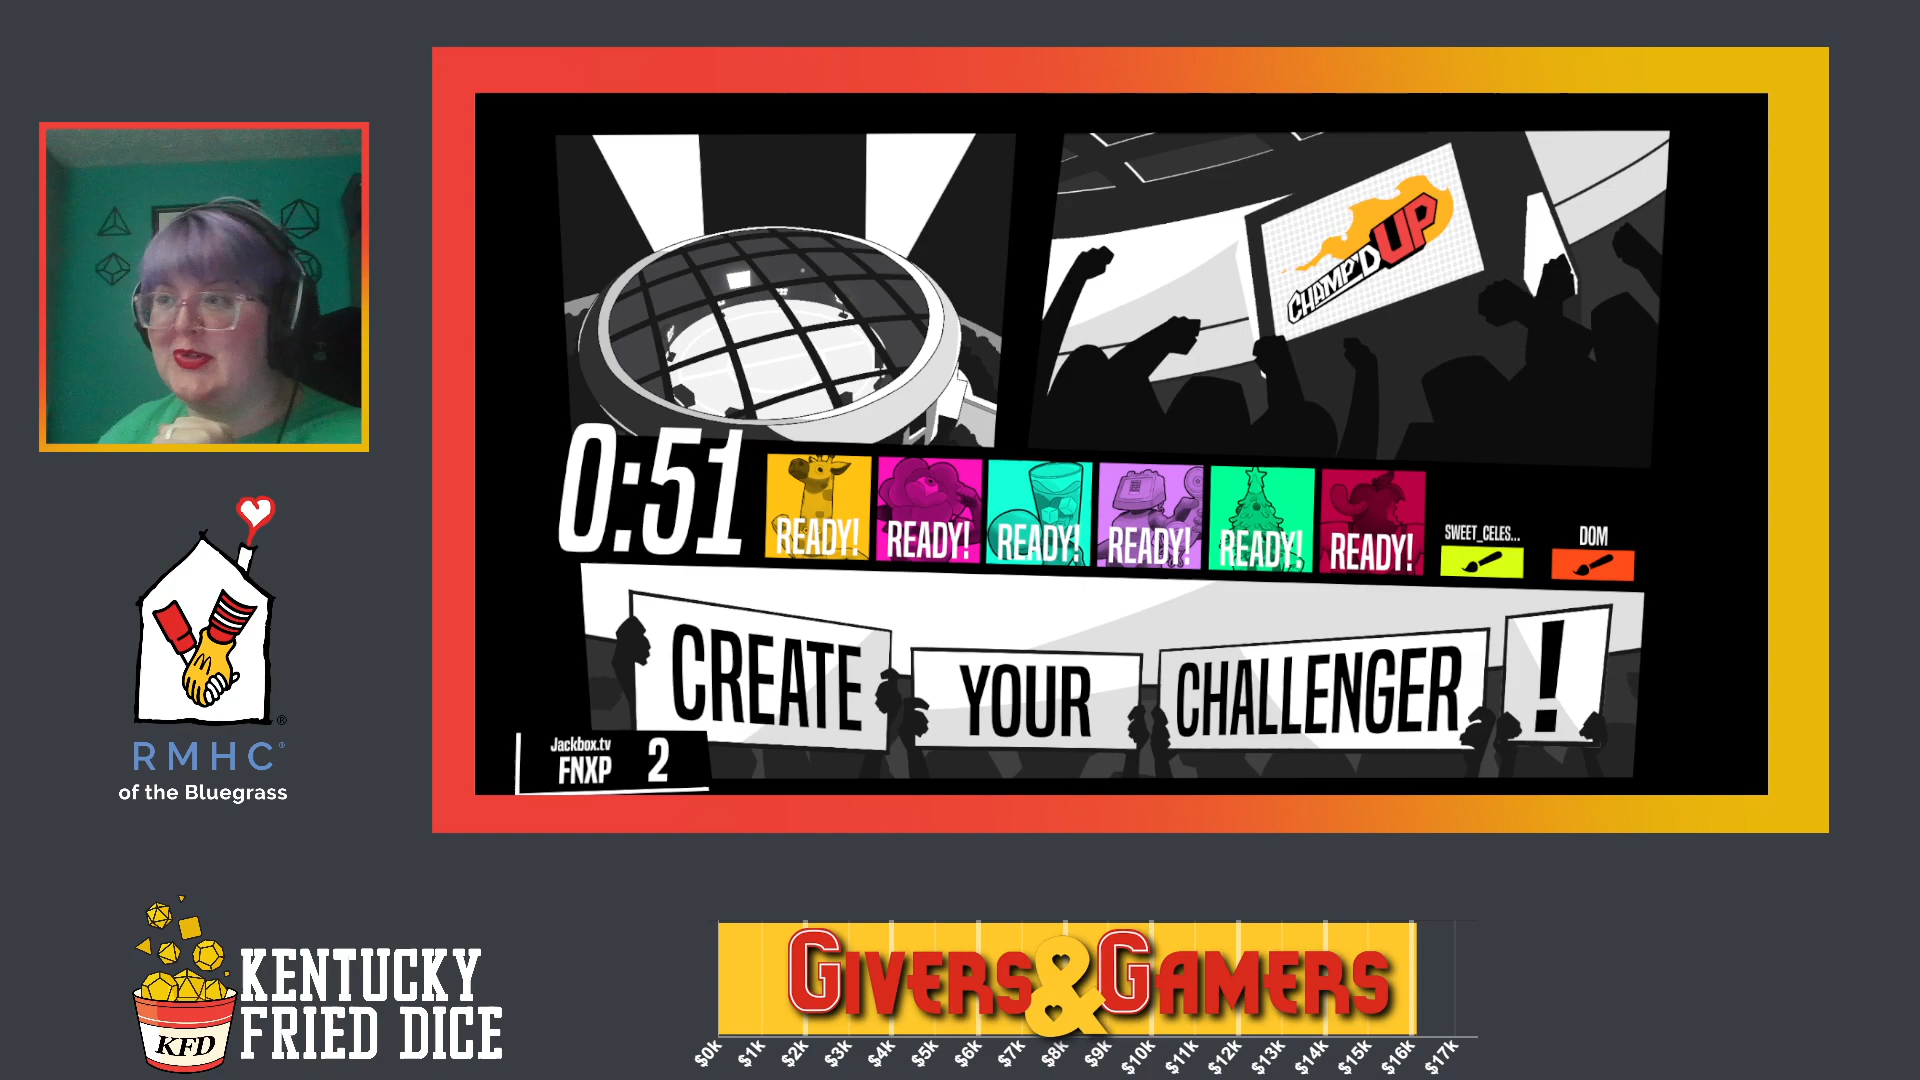 CHAMP'D UP
0:51
READY!
READY!
READY!
READY!
READY!
READY!
SWEET_CELES...
DOM
CREATE YOUR CHALLENGER !
Jackbox.tv
FNXP
2
RMHC®
of the Bluegrass
®
KFD
KENTUCKY
FRIED DICE
GIVERS & GAMERS
$0k $1k $2k $3k $4k $5k $6k $7k $8k $9k $10k $11k $12k $13k $14k $15k $16k $17k